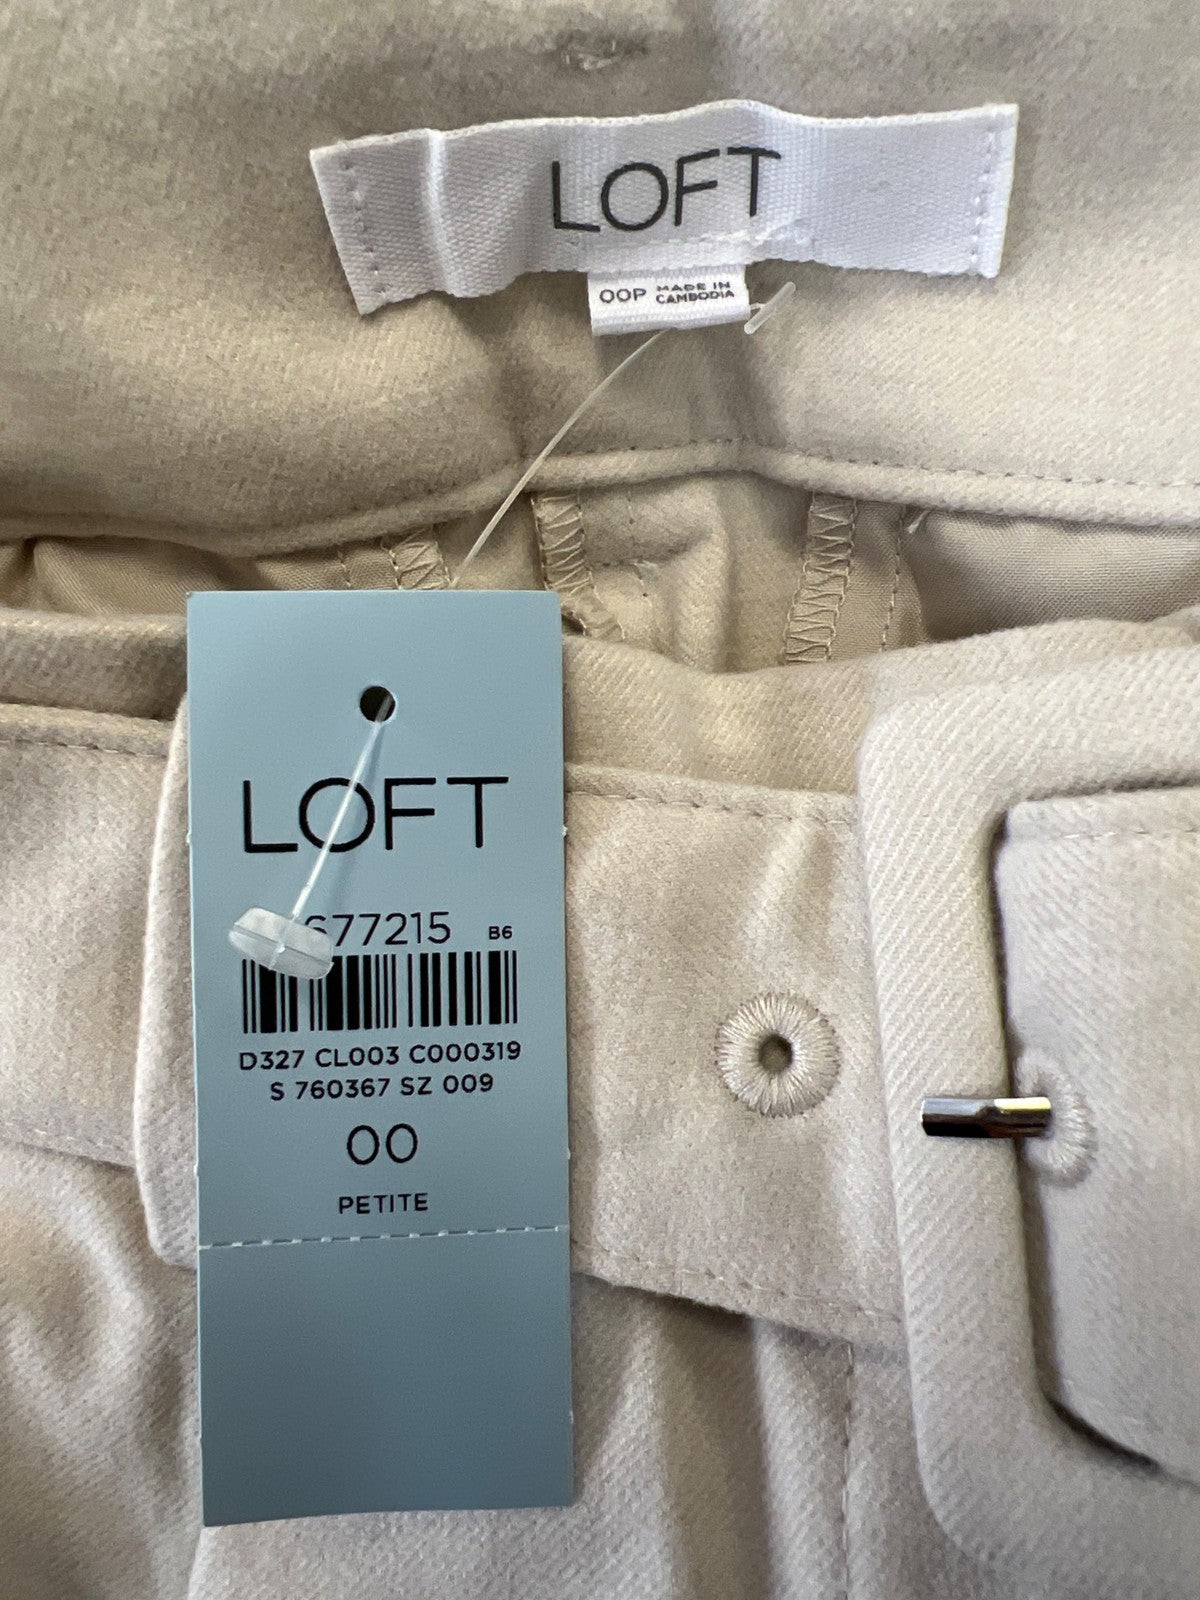 LOFT
00P MADE IN
CAMBODIA
LOFT
677215 B6
D327 CL003 C000319
S 760367 SZ 009
00
PETITE